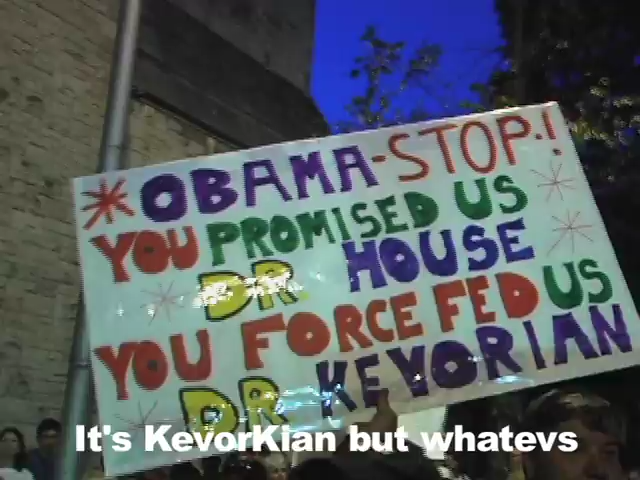 *OBAMA-STOP.!
YOU PROMISED US
DR. HOUSE
YOU FORCE FED US
DR KEVORIAN
It's KevorKian but whatevs